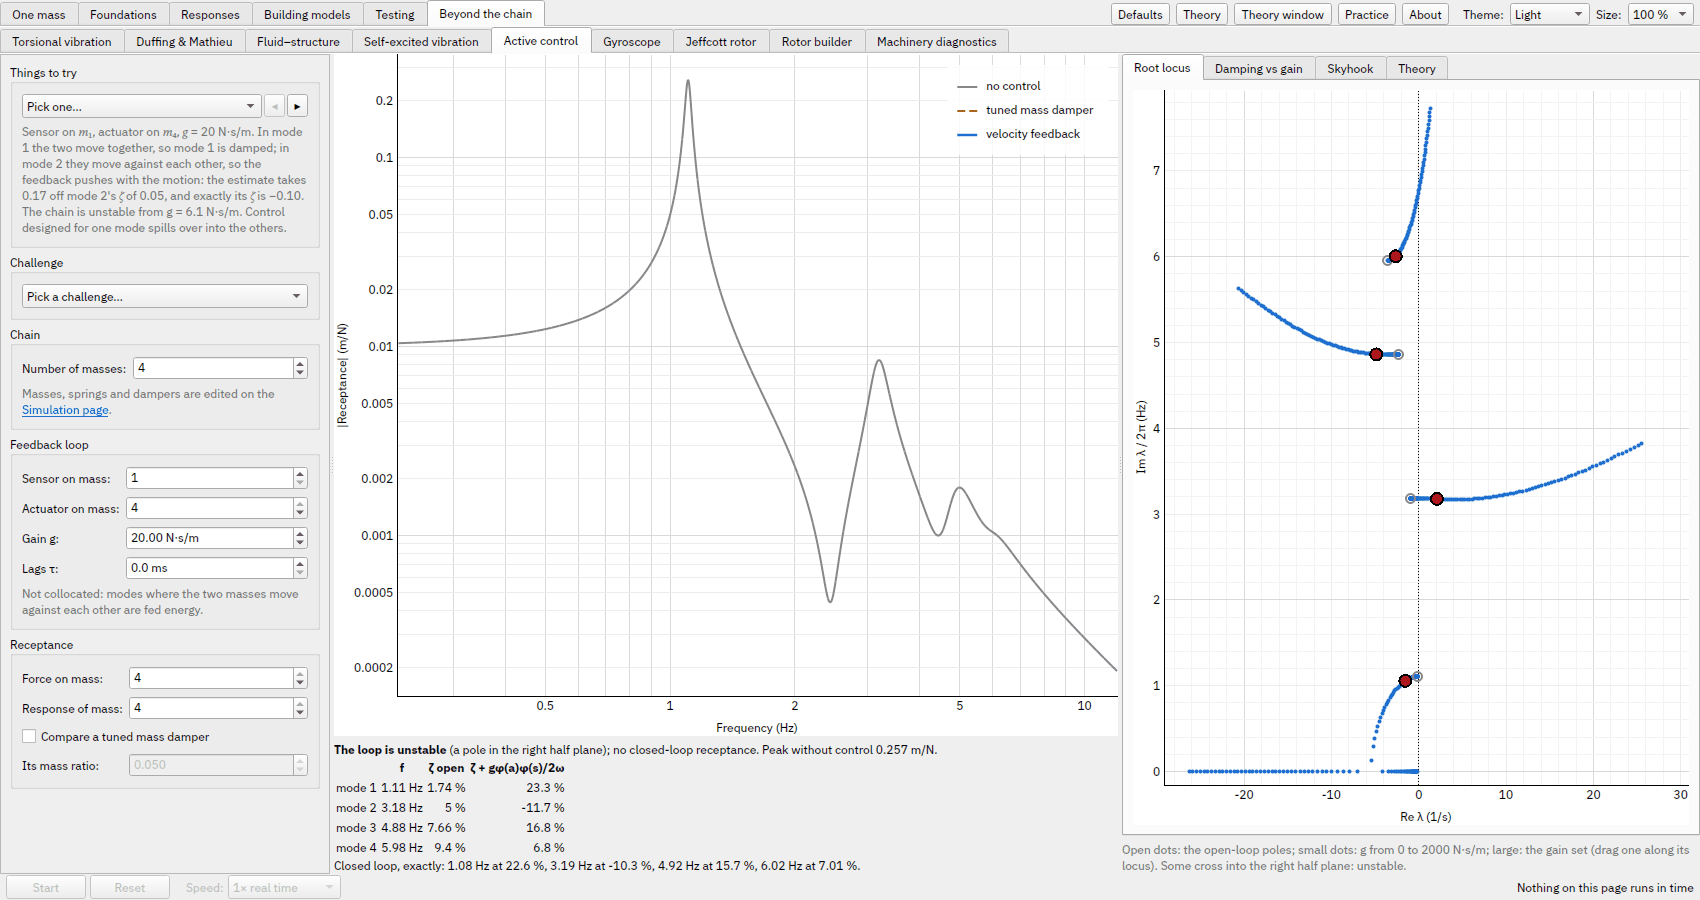 One mass Foundations Responses Building models Testing Beyond the chain Defaults Theory Theory window Practice About Theme: Light Size: 100 %
Torsional vibration Duffing & Mathieu Fluid–structure Self-excited vibration Active control Gyroscope Jeffcott rotor Rotor builder Machinery diagnostics
Things to try
Pick one...
Sensor on m₁, actuator on m₄, g = 20 N·s/m. In mode
1 the two move together, so mode 1 is damped; in
mode 2 they move against each other, so the
feedback pushes with the motion: the estimate takes
0.17 off mode 2's ζ of 0.05, and exactly its ζ is −0.10.
The chain is unstable from g = 6.1 N·s/m. Control
designed for one mode spills over into the others.
Challenge
Pick a challenge...
Chain
Number of masses: 4
Masses, springs and dampers are edited on the
Simulation page.
Feedback loop
Sensor on mass: 1
Actuator on mass: 4
Gain g: 20.00 N·s/m
Lags τ: 0.0 ms
Not collocated: modes where the two masses move
against each other are fed energy.
Receptance
Force on mass: 4
Response of mass: 4
Compare a tuned mass damper
Its mass ratio: 0.050
Start Reset Speed: 1× real time
no control
tuned mass damper
velocity feedback
|Receptance| (m/N)
0.2
0.1
0.05
0.02
0.01
0.005
0.002
0.001
0.0005
0.0002
0.5 1 2 5 10
Frequency (Hz)
The loop is unstable (a pole in the right half plane); no closed-loop receptance. Peak without control 0.257 m/N.
f ζ open ζ + gφ(a)φ(s)/2ω
mode 1 1.11 Hz 1.74 % 23.3 %
mode 2 3.18 Hz 5 % -11.7 %
mode 3 4.88 Hz 7.66 % 16.8 %
mode 4 5.98 Hz 9.4 % 6.8 %
Closed loop, exactly: 1.08 Hz at 22.6 %, 3.19 Hz at -10.3 %, 4.92 Hz at 15.7 %, 6.02 Hz at 7.01 %.
Root locus Damping vs gain Skyhook Theory
Im λ / 2π (Hz)
7
6
5
4
3
2
1
0
-20 -10 -0 10 20 30
Re λ (1/s)
Open dots: the open-loop poles; small dots: g from 0 to 2000 N·s/m; large: the gain set (drag one along its
locus). Some cross into the right half plane: unstable.
Nothing on this page runs in time